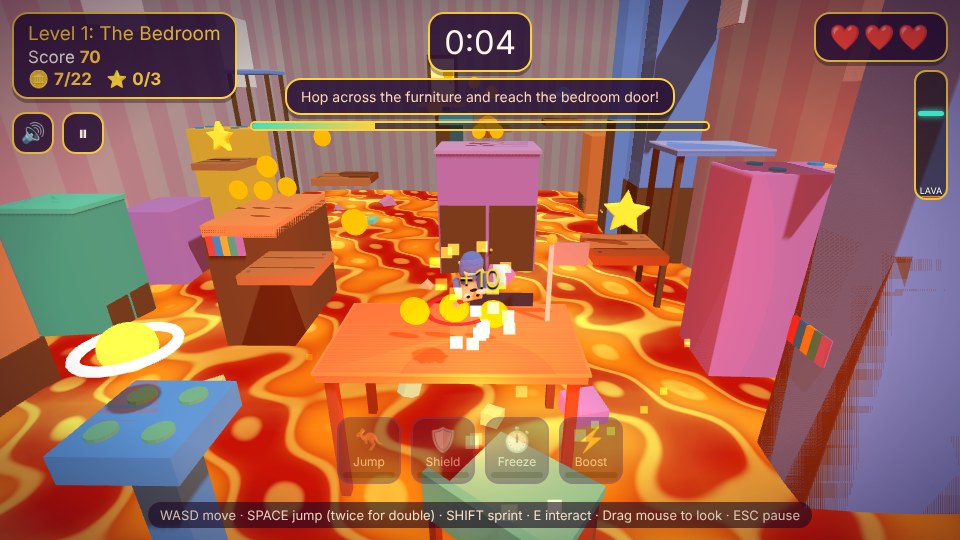 Level 1: The Bedroom
Score 70
7/22 0/3
0:04
Hop across the furniture and reach the bedroom door!
LAVA
+10
Jump Shield Freeze Boost
WASD move · SPACE jump (twice for double) · SHIFT sprint · E interact · Drag mouse to look · ESC pause